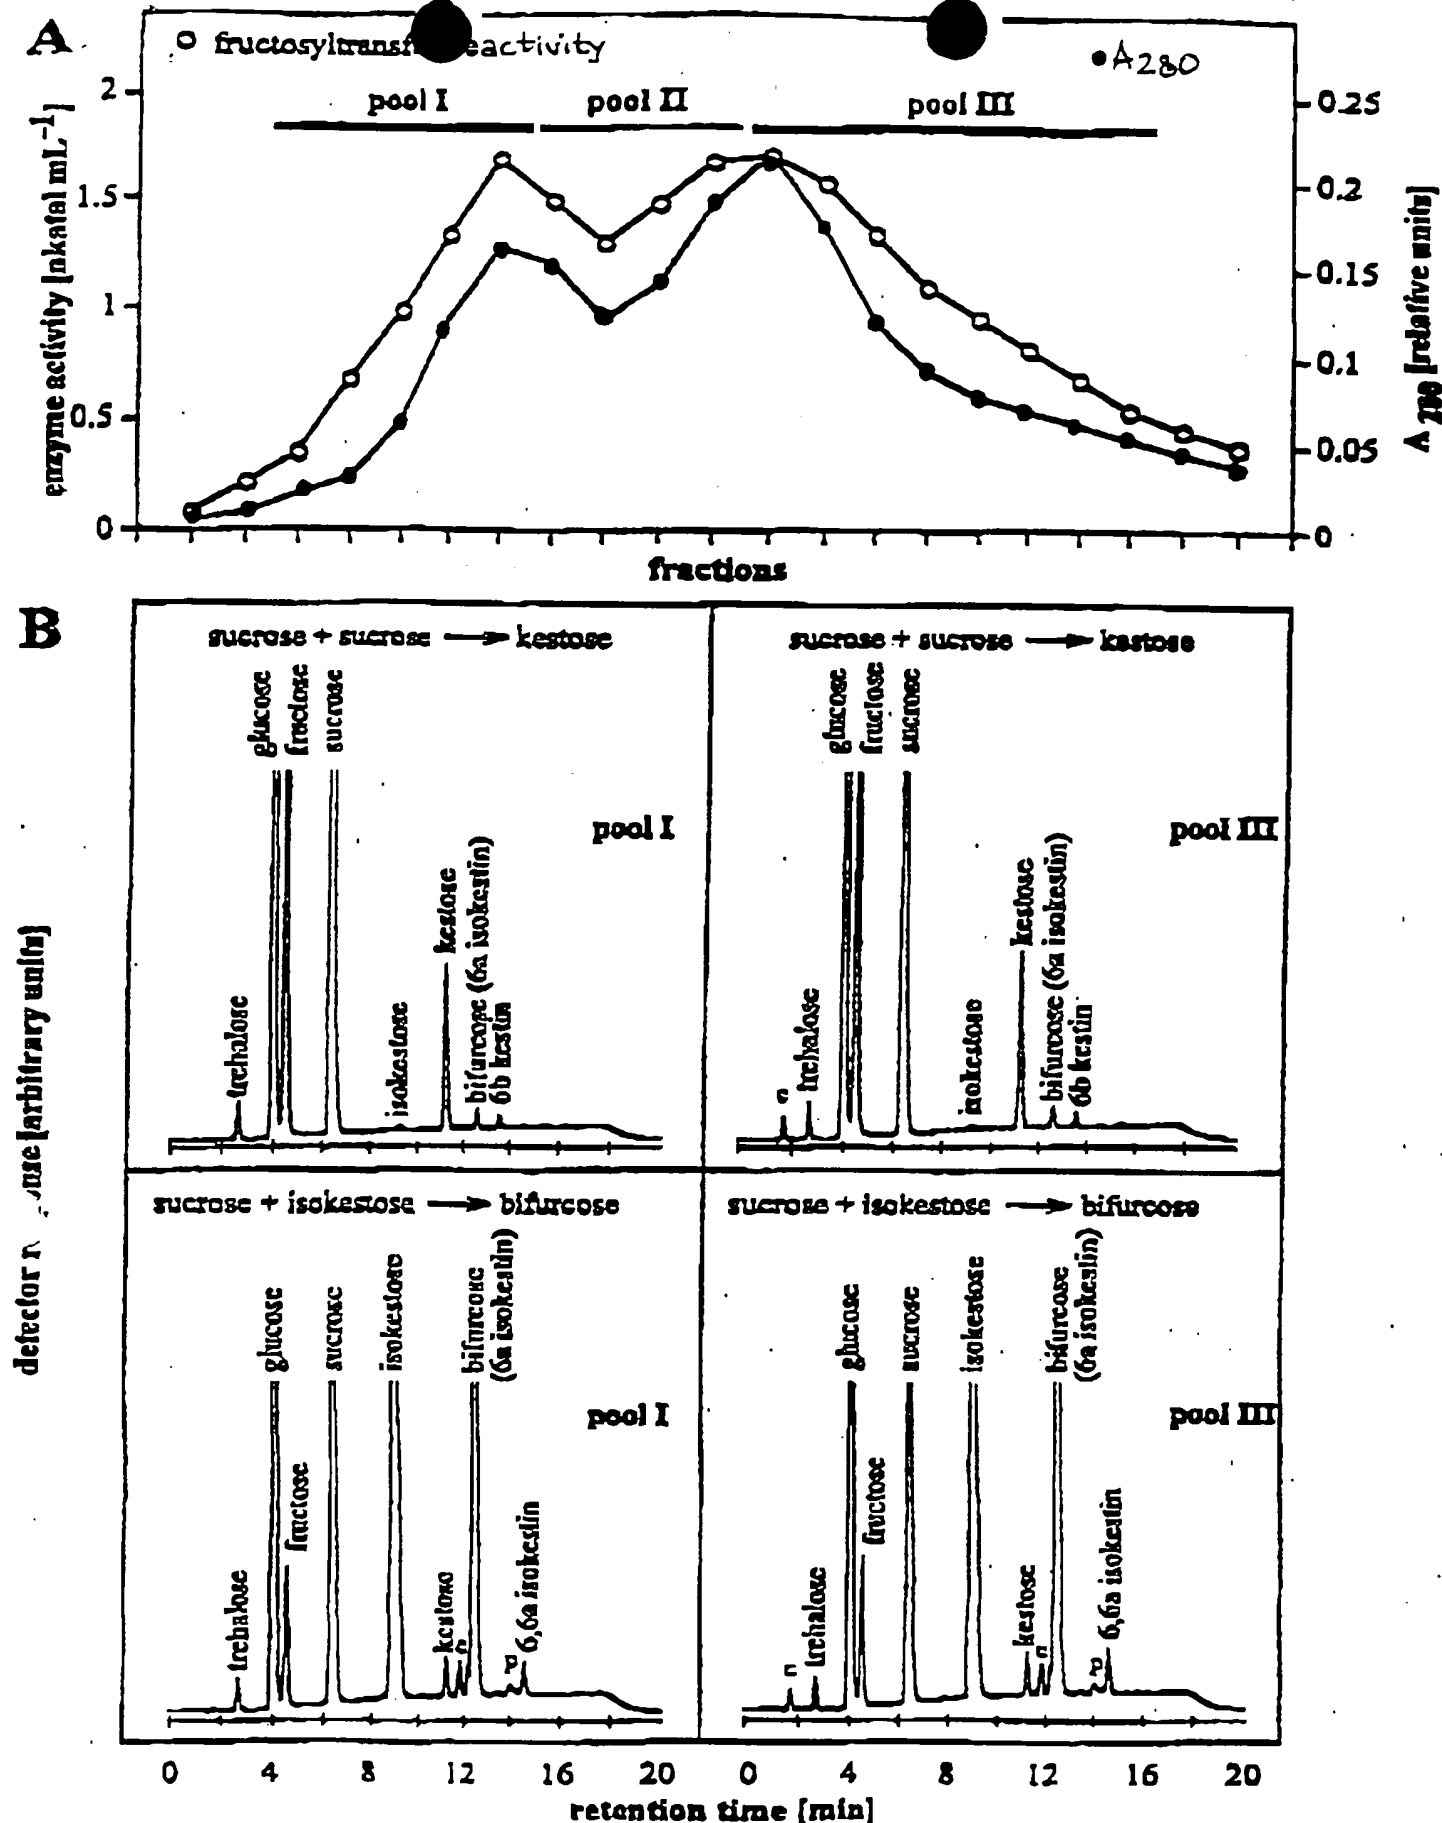 A
fructosyltransf eactivity
A280
pool I
pool II
pool III
enzyme activity [nkatal mL-1]
2
1.5
1
0.5
0
0.25
0.2
0.15
0.1
0.05
0
A 280 [relative units]
fractions
B
detector [arbitrary units]
sucrose + sucrose → kestose
glucose
fructose
sucrose
pool I
trehalose
isokestose
kestose
bifurcose (6a isokestin)
6b kestin
sucrose + sucrose → kestose
glucose
fructose
sucrose
pool III
trehalose
isokestose
kestose
bifurcose (6a isokestin)
6b kestin
sucrose + isokestose → bifurcose
glucose
sucrose
isokestose
bifurcose
(6a isokestin)
pool I
trehalose
fructose
kestose
6,6a isokestin
sucrose + isokestose → bifurcose
glucose
sucrose
isokestose
bifurcose
(6a isokestin)
pool III
n
trehalose
fructose
kestose
n
p
6,6a isokestin
0 4 8 12 16 20 0 4 8 12 16 20
retention time [min]